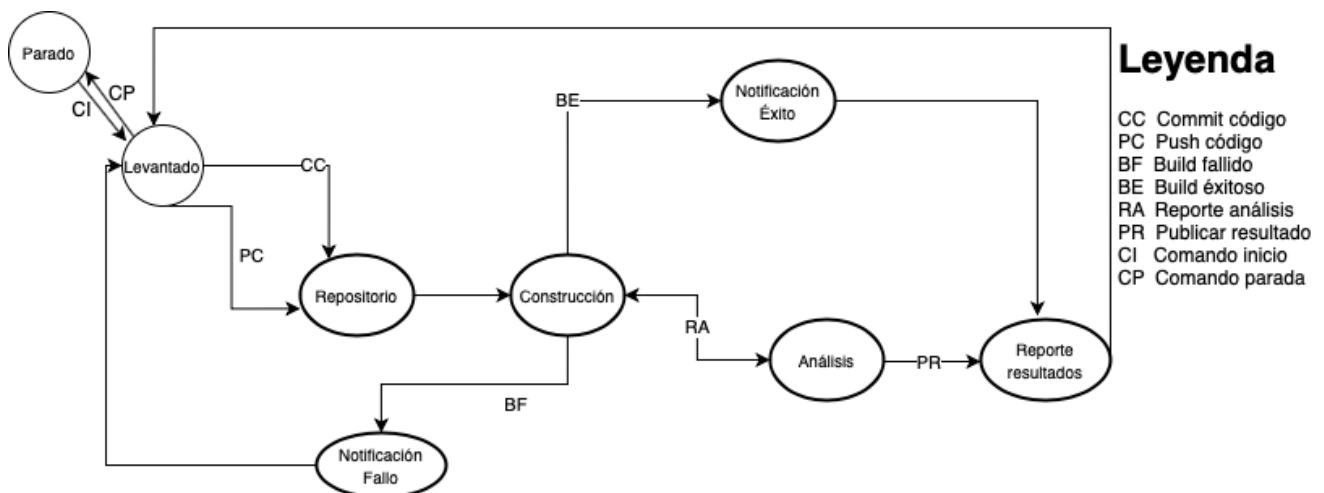 Parado
CP
CI
Levantado
CC
PC
Repositorio
BE
Notificación
Éxito
Construcción
RA
Análisis
PR
Reporte
resultados
BF
Notificación
Fallo
Leyenda
CC Commit código
PC Push código
BF Build fallido
BE Build éxitoso
RA Reporte análisis
PR Publicar resultado
CI Comando inicio
CP Comando parada